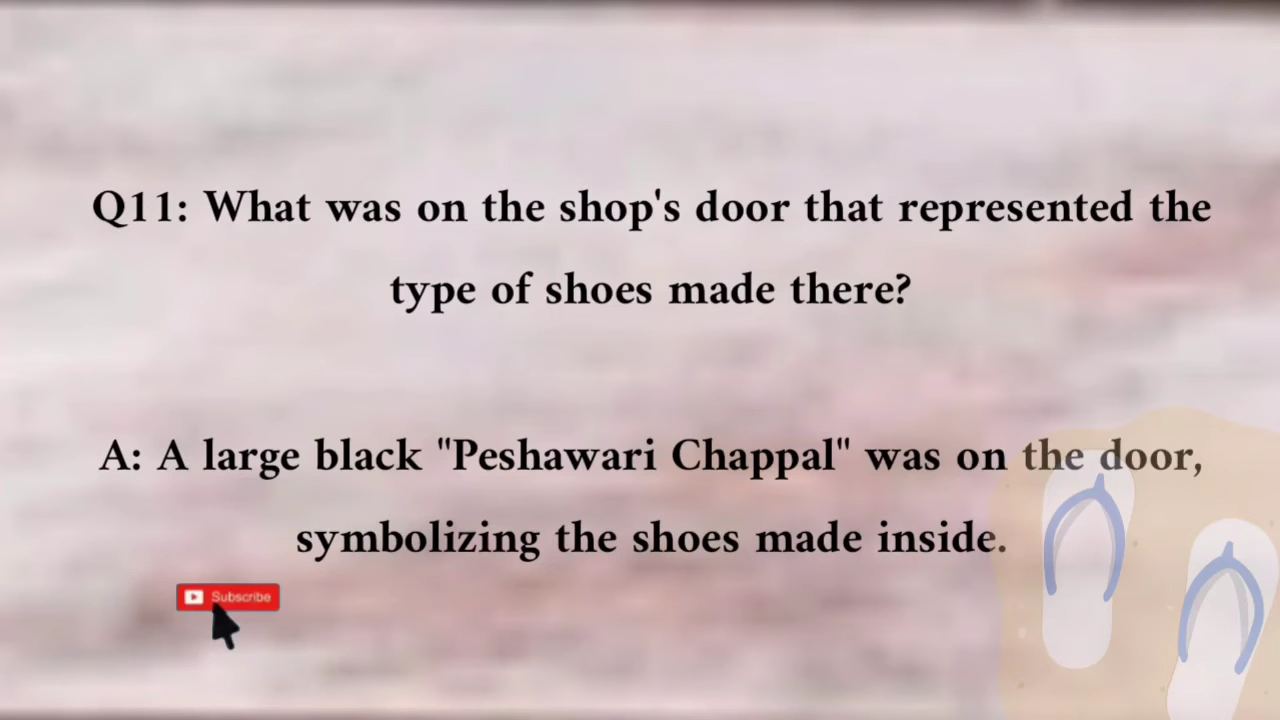 Q11: What was on the shop's door that represented the
type of shoes made there?
A: A large black "Peshawari Chappal" was on the door,
symbolizing the shoes made inside.
Subscribe